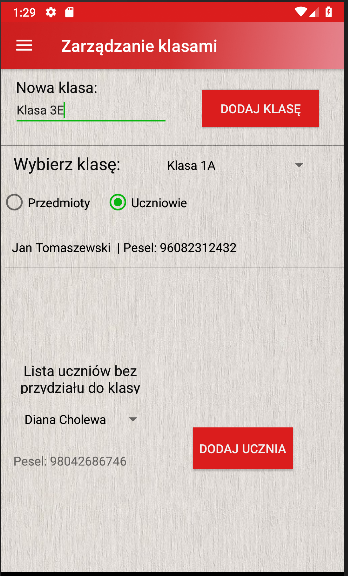 1:29
Zarządzanie klasami
Nowa klasa:
Klasa 3E
DODAJ KLASĘ
Wybierz klasę:
Klasa 1A
Przedmioty
Uczniowie
Jan Tomaszewski | Pesel: 96082312432
Lista uczniów bez
przydziału do klasy
Diana Cholewa
DODAJ UCZNIA
Pesel: 98042686746